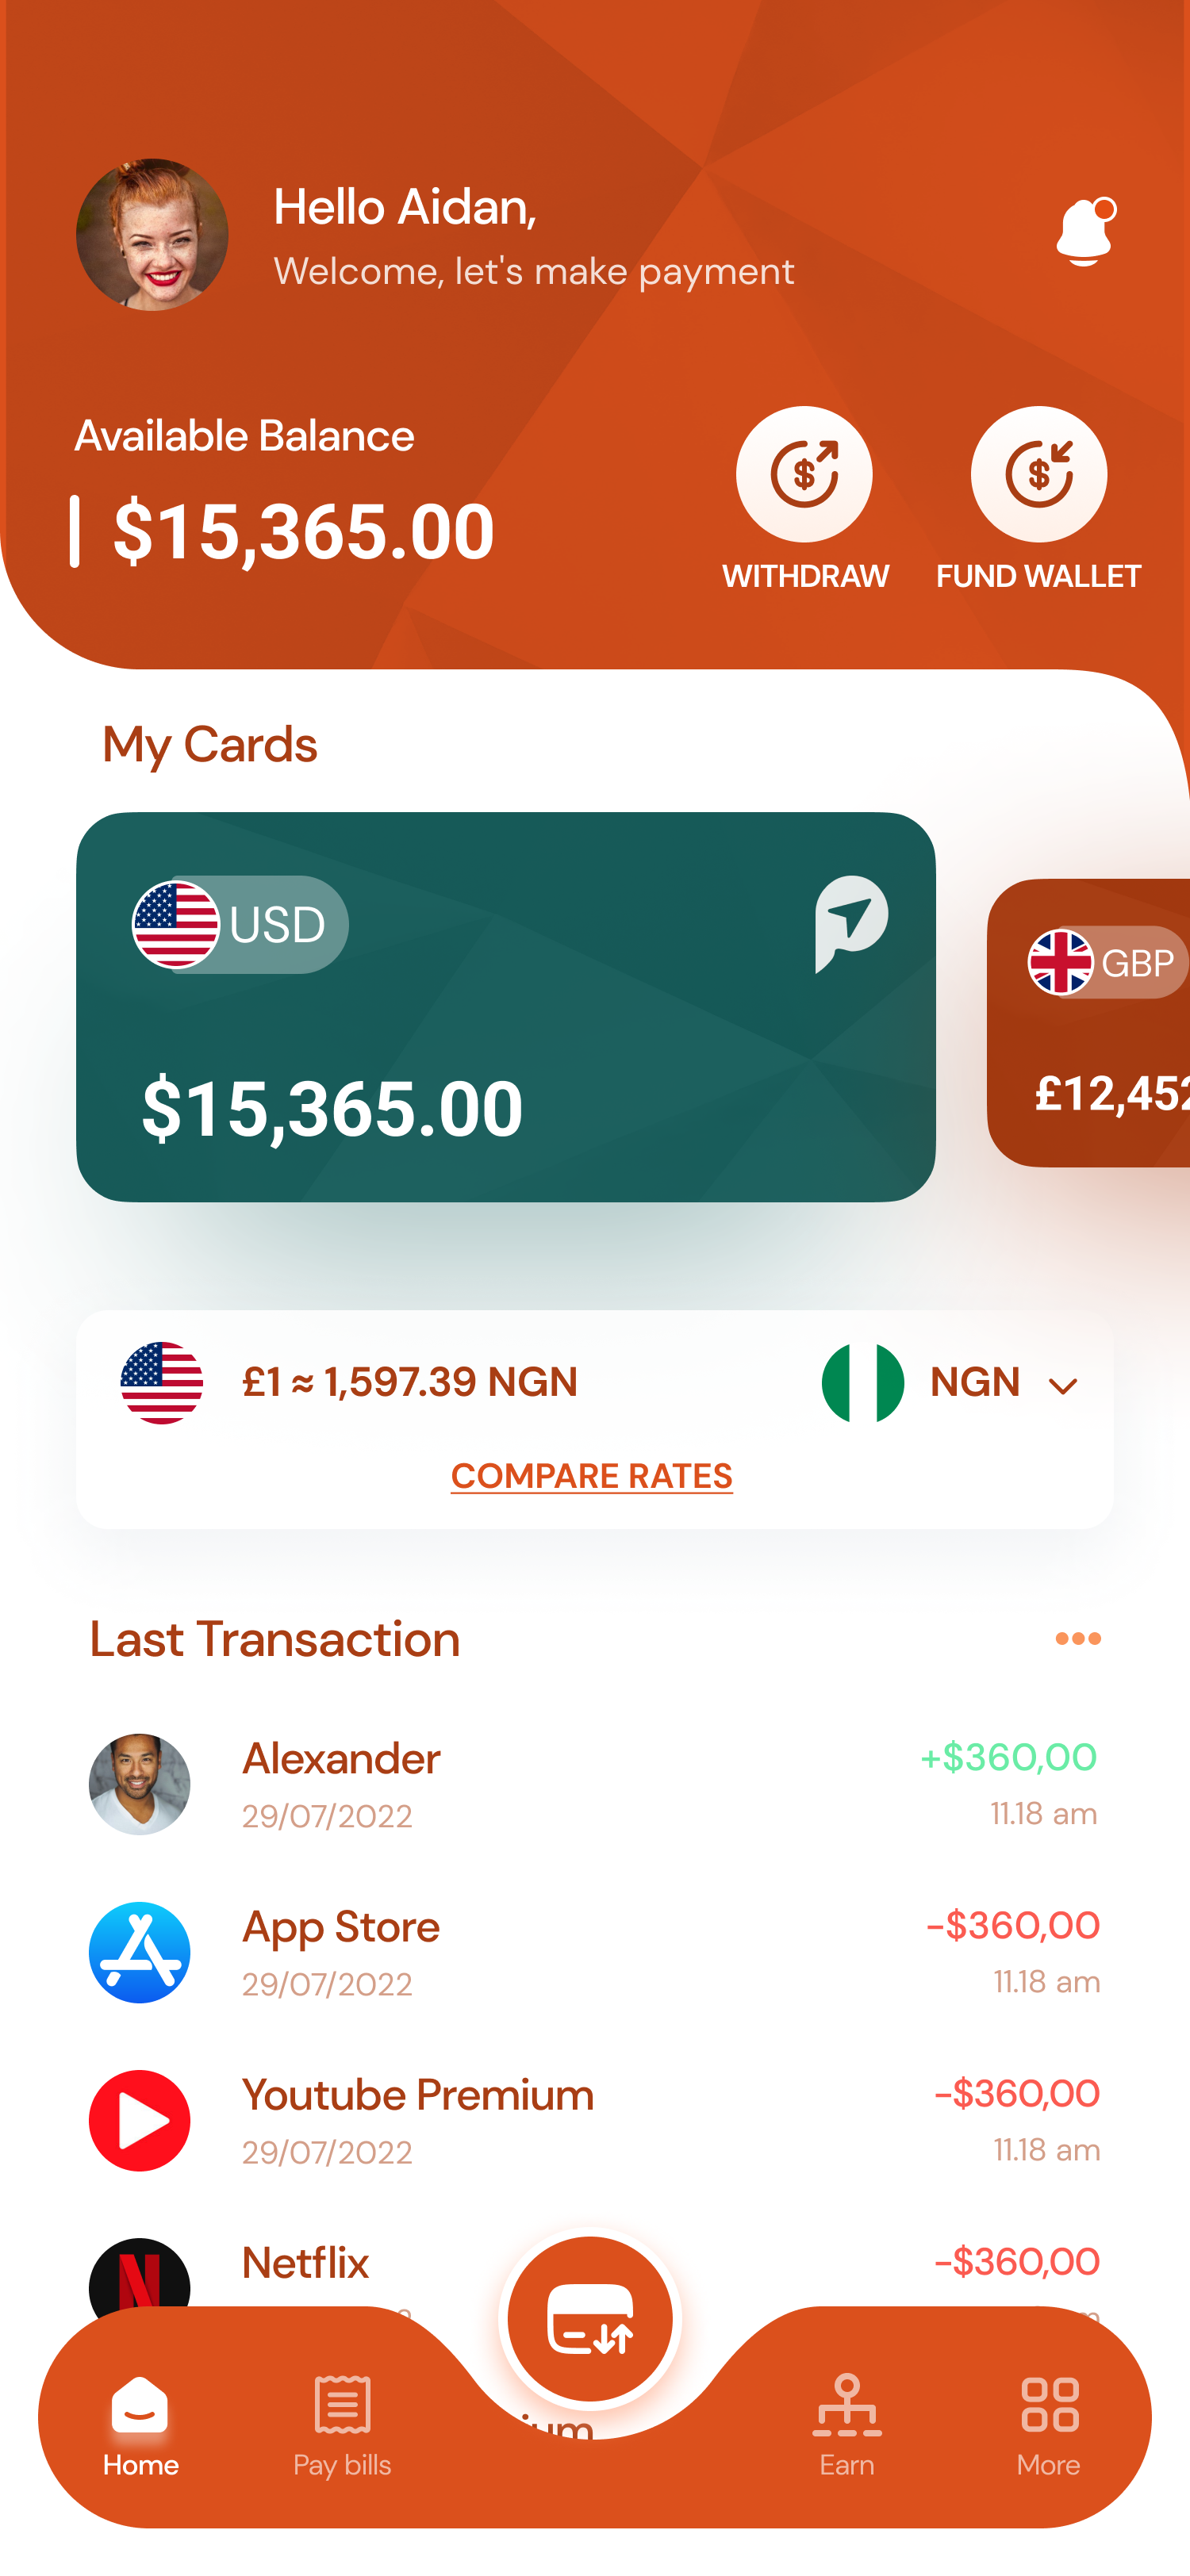 Hello Aidan,
Welcome, let's make payment
Available Balance
$15,365.00
WITHDRAW
FUND WALLET
My Cards
USD
$15,365.00
GBP
£12,452
£1 ≈ 1,597.39 NGN
NGN
COMPARE RATES
Last Transaction
Alexander
+$360,00
29/07/2022
11.18 am
App Store
-$360,00
29/07/2022
11.18 am
Youtube Premium
-$360,00
29/07/2022
11.18 am
Netflix
-$360,00
Home
Pay bills
Earn
More